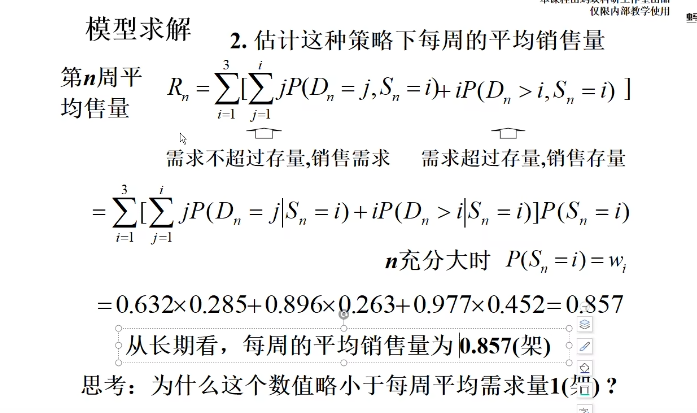 仅限内部教学使用
模型求解
2. 估计这种策略下每周的平均销售量
第n周平
均售量
R_n = \sum_{i=1}^{3}[\sum_{j=1}^{i} jP(D_n = j, S_n = i)+ iP(D_n > i, S_n = i) ]
需求不超过存量,销售需求 需求超过存量,销售存量
= \sum_{i=1}^{3}[\sum_{j=1}^{i} jP(D_n = j|S_n = i)+iP(D_n > i|S_n = i)]P(S_n = i)
n充分大时 P(S_n = i) = w_i
=0.632×0.285+0.896×0.263+0.977×0.452=0.857
从长期看，每周的平均销售量为 0.857(架)
思考：为什么这个数值略小于每周平均需求量1(架)？